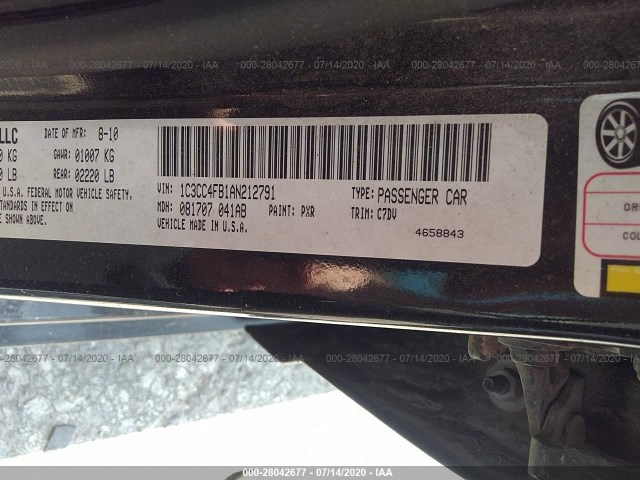 000-28042677 - 07/14/2020 - IAA
LLC DATE OF MFR: 8-10
KG GAWR: 01007 KG
LB REAR: 02220 LB
U.S.A. FEDERAL MOTOR VEHICLE SAFETY,
STANDARDS IN EFFECT ON
SHOWN ABOVE.
VIN: 1C3CC4FB1AN212791 TYPE: PASSENGER CAR
MDH: 081707 041AB PAINT: PXR TRIM: C7DV
VEHICLE MADE IN U.S.A. 4658843